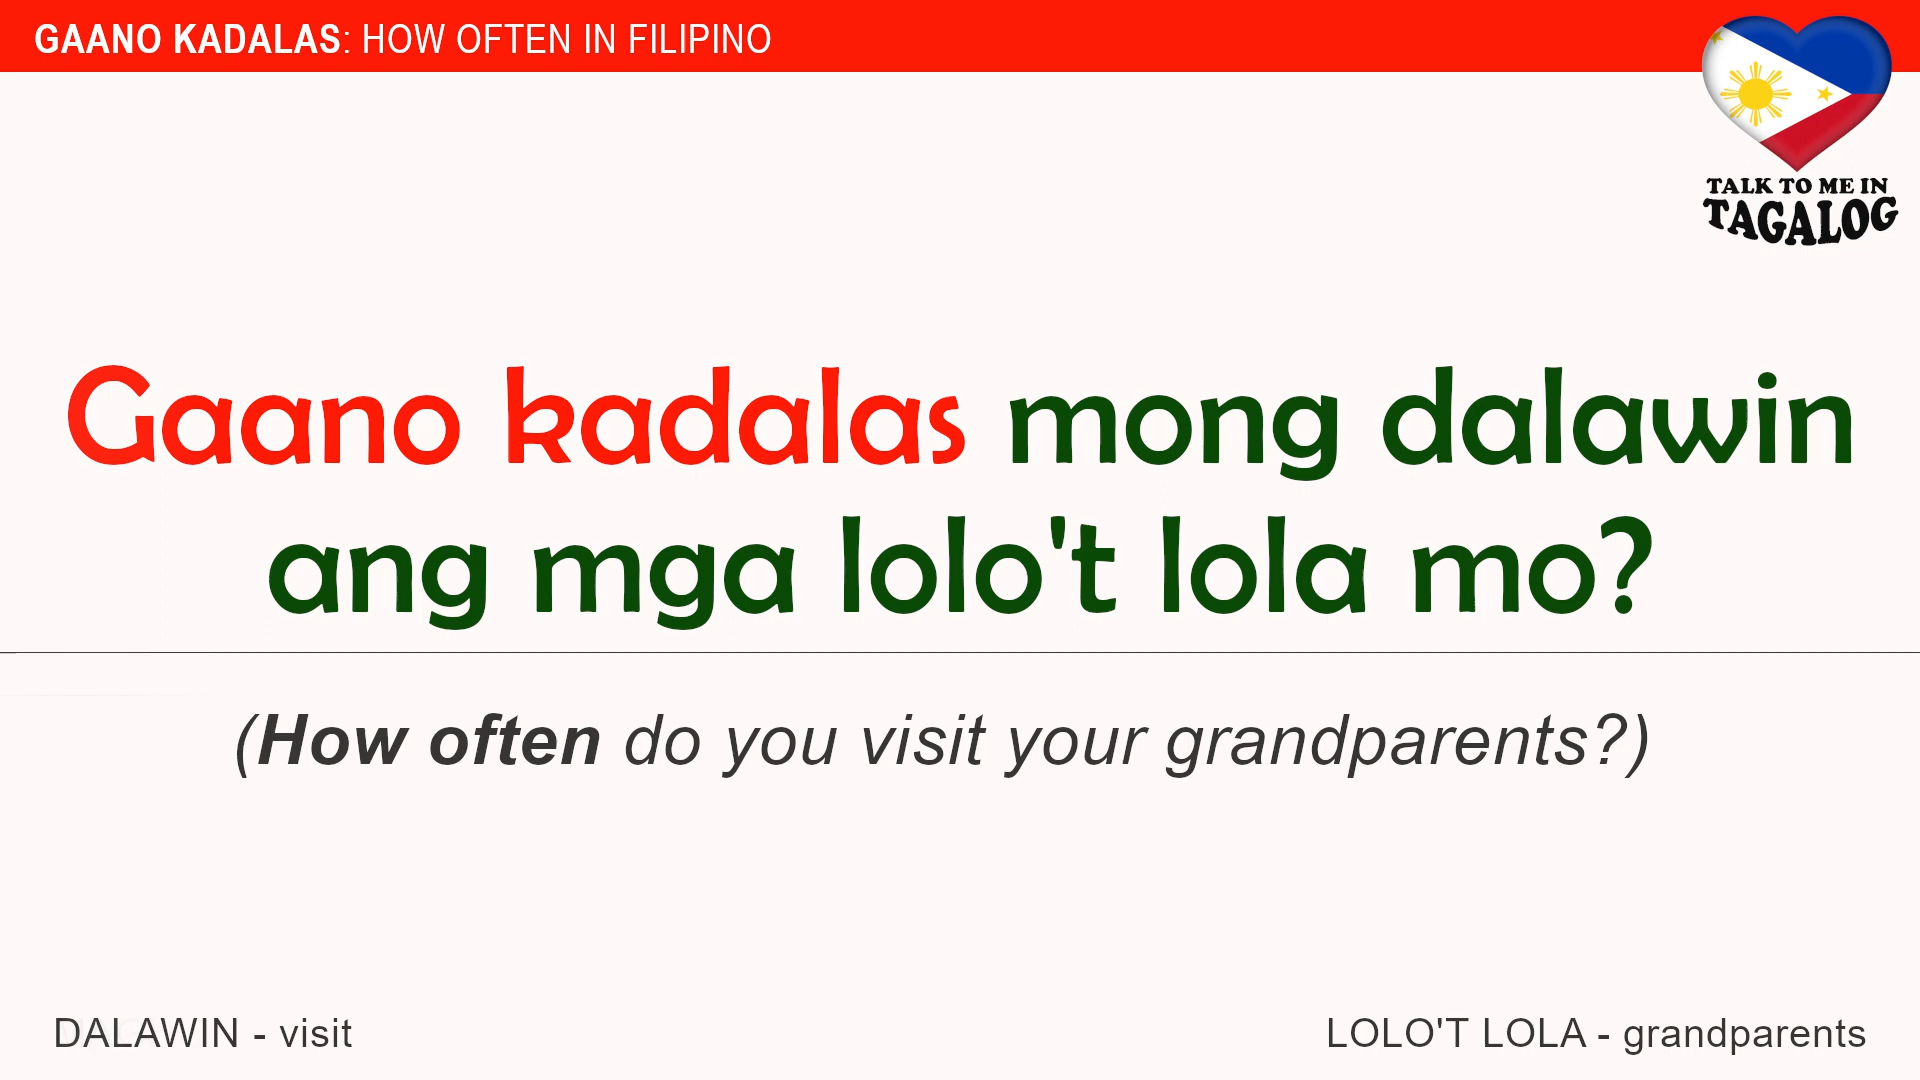 GAANO KADALAS: HOW OFTEN IN FILIPINO
TALK TO ME IN
TAGALOG
Gaano kadalas mong dalawin
ang mga lolo't lola mo?
(How often do you visit your grandparents?)
DALAWIN - visit
LOLO'T LOLA - grandparents